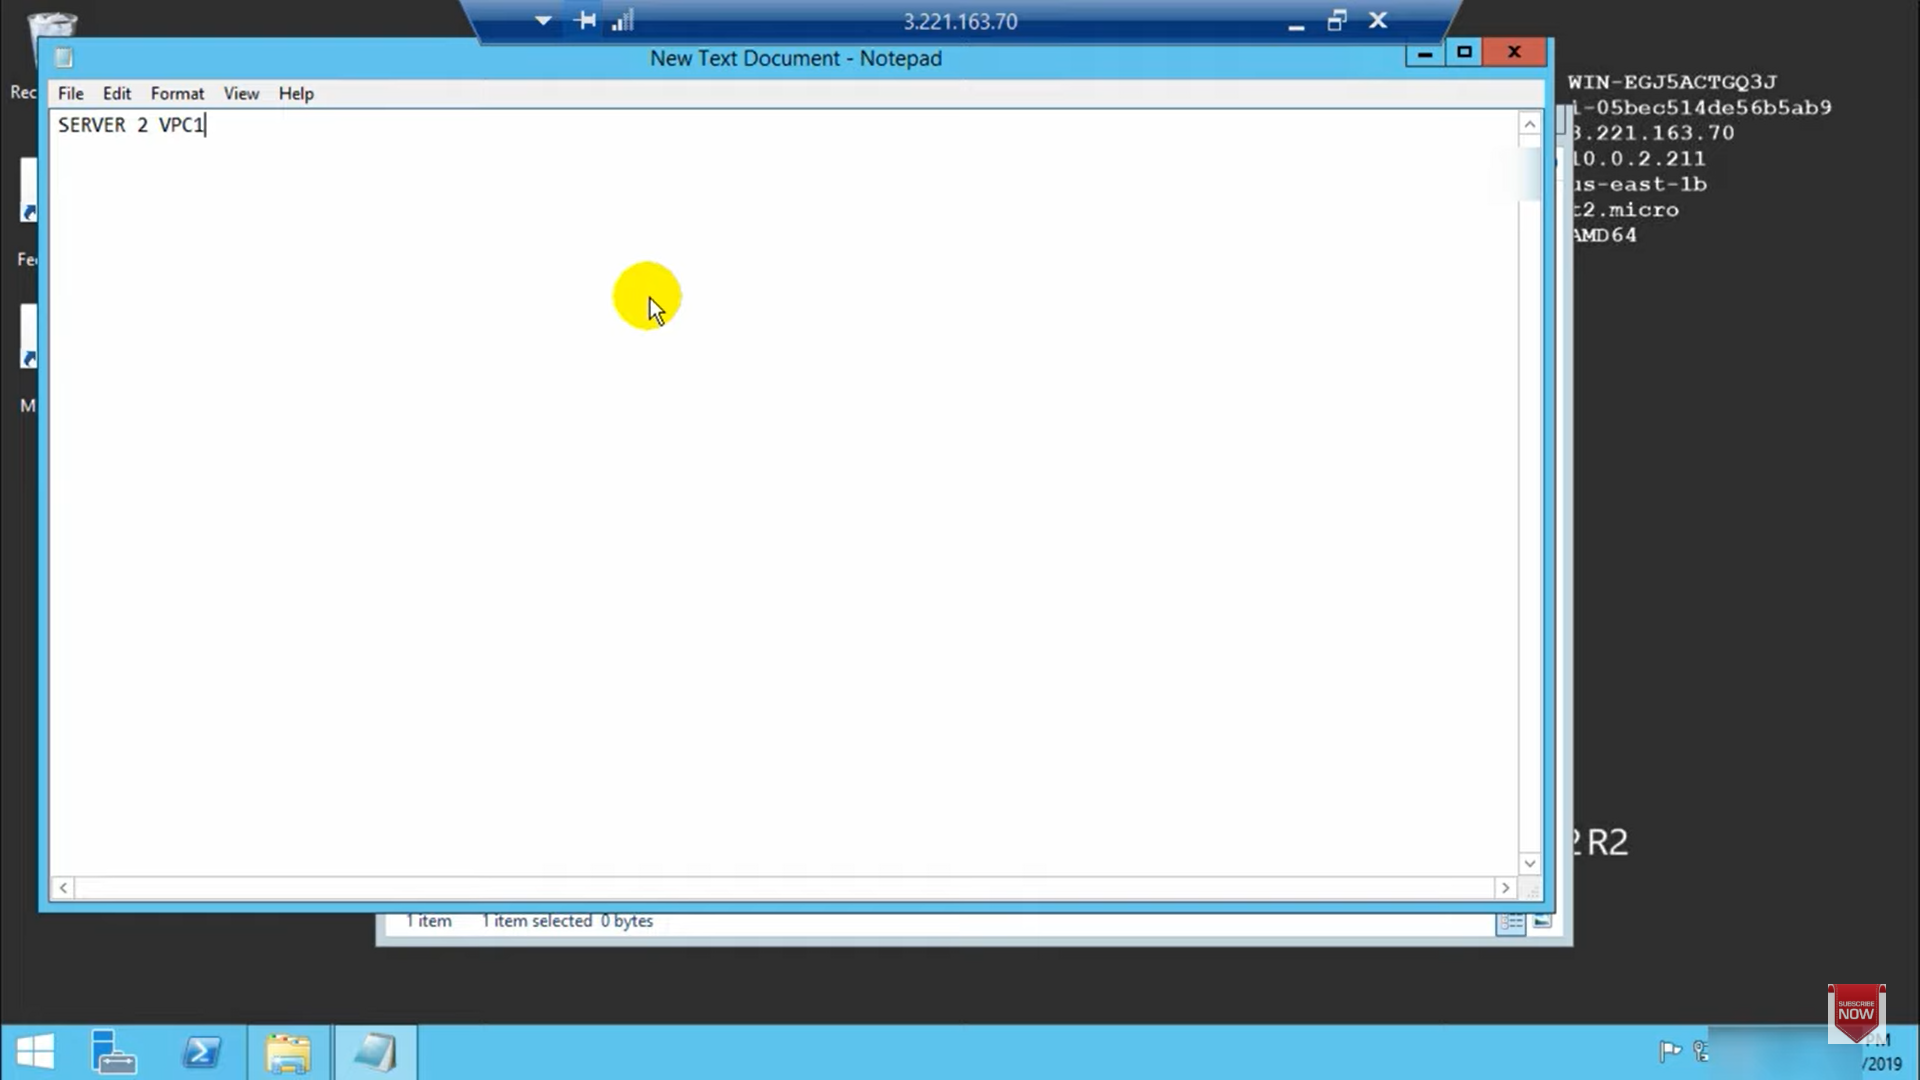 3.221.163.70
New Text Document - Notepad
File Edit Format View Help
SERVER 2 VPC1
WIN-EGJ5ACTGQ3J
i-05bec514de56b5ab9
3.221.163.70
10.0.2.211
us-east-1b
t2.micro
AMD64
R2
1 item 1 item selected 0 bytes
SUBSCRIBE
NOW
PM
/2019